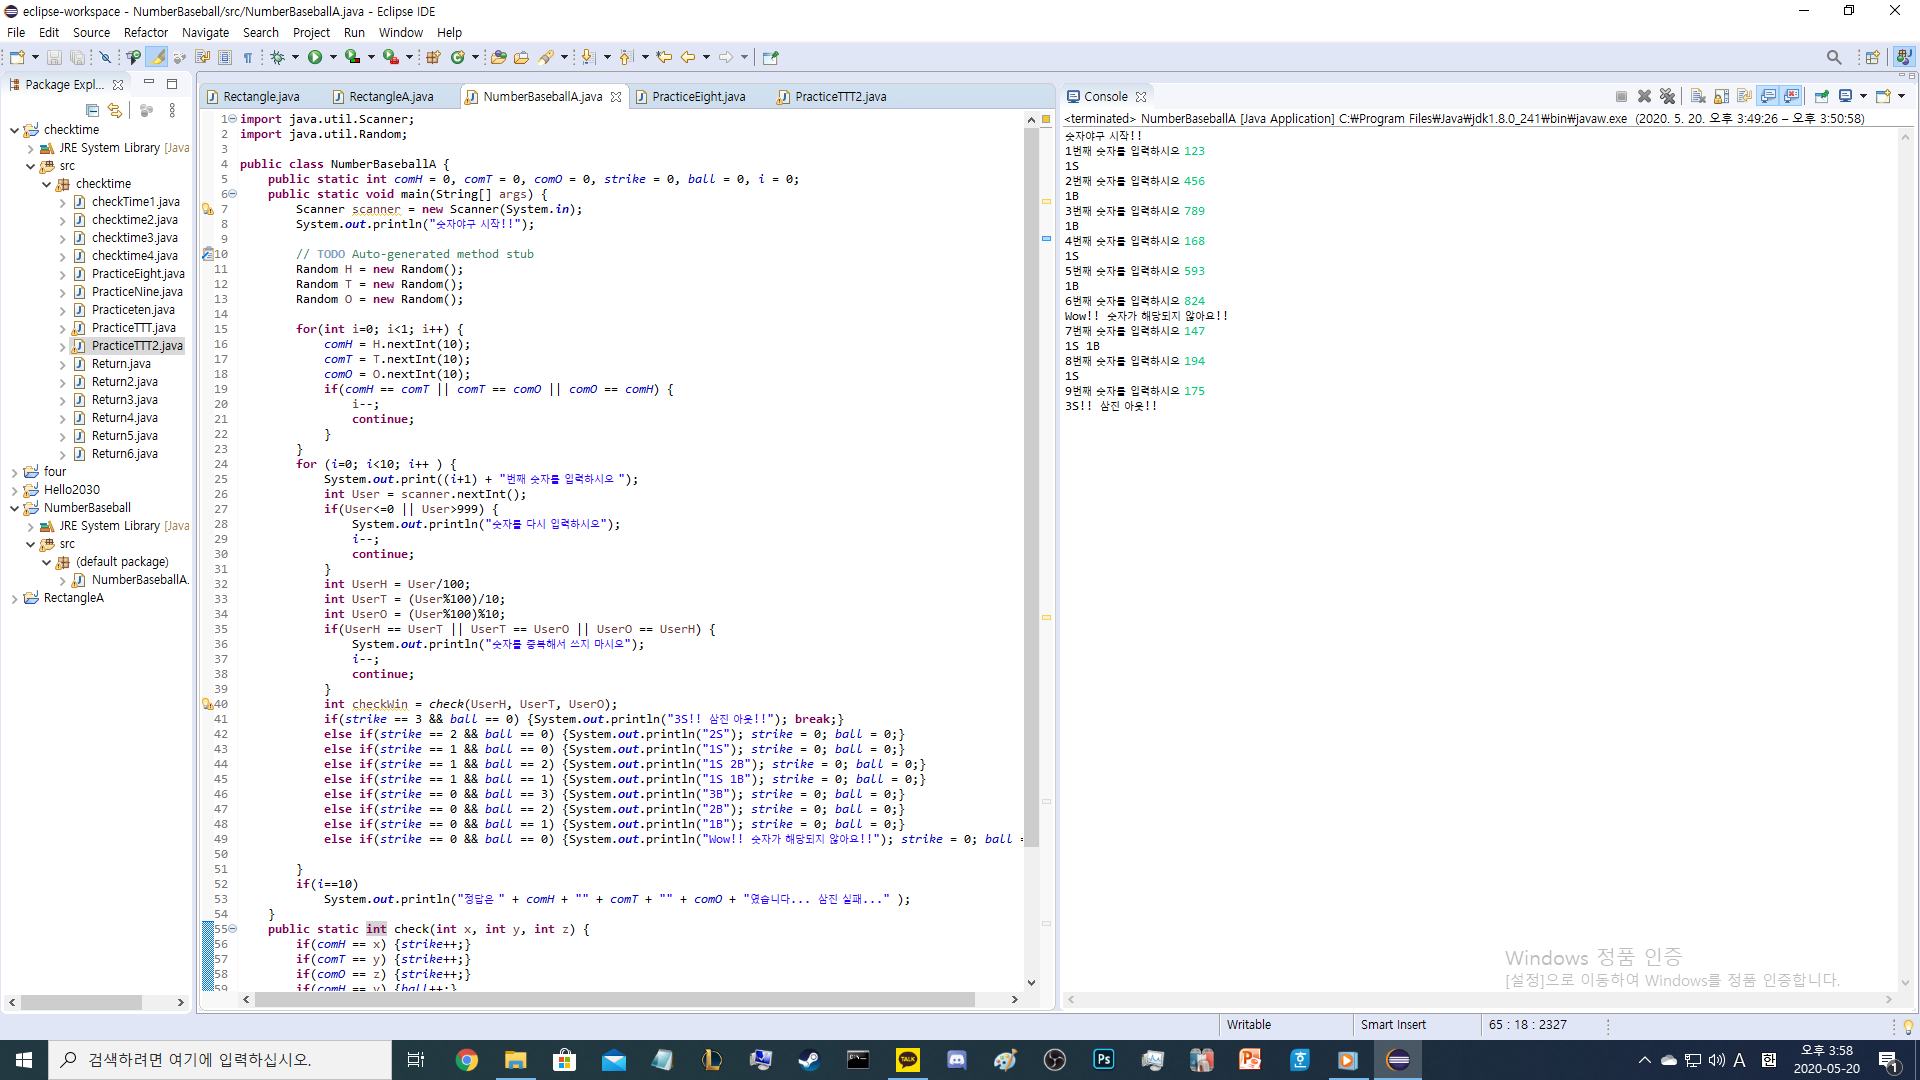 eclipse-workspace - NumberBaseball/src/NumberBaseballA.java - Eclipse IDE
File Edit Source Refactor Navigate Search Project Run Window Help
Package Expl...
checktime
JRE System Library [Java
src
checktime
checkTime1.java
checktime2.java
checktime3.java
checktime4.java
PracticeEight.java
PracticeNine.java
Practiceten.java
PracticeTTT.java
PracticeTTT2.java
Return.java
Return2.java
Return3.java
Return4.java
Return5.java
Return6.java
four
Hello2030
NumberBaseball
JRE System Library [Java
src
(default package)
NumberBaseballA.
RectangleA
Rectangle.java RectangleA.java NumberBaseballA.java PracticeEight.java PracticeTTT2.java
1 import java.util.Scanner;
2 import java.util.Random;
3
4 public class NumberBaseballA {
5 public static int comH = 0, comT = 0, comO = 0, strike = 0, ball = 0, i = 0;
6 public static void main(String[] args) {
7 Scanner scanner = new Scanner(System.in);
8 System.out.println("숫자야구 시작!!");
9
10 // TODO Auto-generated method stub
11 Random H = new Random();
12 Random T = new Random();
13 Random O = new Random();
14
15 for(int i=0; i<1; i++) {
16 comH = H.nextInt(10);
17 comT = T.nextInt(10);
18 comO = O.nextInt(10);
19 if(comH == comT || comT == comO || comO == comH) {
20 i--;
21 continue;
22 }
23 }
24 for (i=0; i<10; i++ ) {
25 System.out.print((i+1) + "번째 숫자를 입력하시오 ");
26 int User = scanner.nextInt();
27 if(User<=0 || User>999) {
28 System.out.println("숫자를 다시 입력하시오");
29 i--;
30 continue;
31 }
32 int UserH = User/100;
33 int UserT = (User%100)/10;
34 int UserO = (User%100)%10;
35 if(UserH == UserT || UserT == UserO || UserO == UserH) {
36 System.out.println("숫자를 중복해서 쓰지 마시오");
37 i--;
38 continue;
39 }
40 int checkWin = check(UserH, UserT, UserO);
41 if(strike == 3 && ball == 0) {System.out.println("3S!! 삼진 아웃!!"); break;}
42 else if(strike == 2 && ball == 0) {System.out.println("2S"); strike = 0; ball = 0;}
43 else if(strike == 1 && ball == 0) {System.out.println("1S"); strike = 0; ball = 0;}
44 else if(strike == 1 && ball == 2) {System.out.println("1S 2B"); strike = 0; ball = 0;}
45 else if(strike == 1 && ball == 1) {System.out.println("1S 1B"); strike = 0; ball = 0;}
46 else if(strike == 0 && ball == 3) {System.out.println("3B"); strike = 0; ball = 0;}
47 else if(strike == 0 && ball == 2) {System.out.println("2B"); strike = 0; ball = 0;}
48 else if(strike == 0 && ball == 1) {System.out.println("1B"); strike = 0; ball = 0;}
49 else if(strike == 0 && ball == 0) {System.out.println("Wow!! 숫자가 해당되지 않아요!!"); strike = 0; ball =
50
51 }
52 if(i==10)
53 System.out.println("정답은 " + comH + "" + comT + "" + comO + "였습니다... 삼진 실패..." );
54 }
55 public static int check(int x, int y, int z) {
56 if(comH == x) {strike++;}
57 if(comT == y) {strike++;}
58 if(comO == z) {strike++;}
59 if(comH == y) {ball++;}
Console
<terminated> NumberBaseballA [Java Application] C:₩Program Files₩Java₩jdk1.8.0_241₩bin₩javaw.exe (2020. 5. 20. 오후 3:49:26 – 오후 3:50:58)
숫자야구 시작!!
1번째 숫자를 입력하시오 123
1S
2번째 숫자를 입력하시오 456
1B
3번째 숫자를 입력하시오 789
1B
4번째 숫자를 입력하시오 168
1S
5번째 숫자를 입력하시오 593
1B
6번째 숫자를 입력하시오 824
Wow!! 숫자가 해당되지 않아요!!
7번째 숫자를 입력하시오 147
1S 1B
8번째 숫자를 입력하시오 194
1S
9번째 숫자를 입력하시오 175
3S!! 삼진 아웃!!
Windows 정품 인증
[설정]으로 이동하여 Windows를 정품 인증합니다.
Writable Smart Insert 65 : 18 : 2327
검색하려면 여기에 입력하십시오.
TALK
Ps
A
오후 3:58
2020-05-20
1